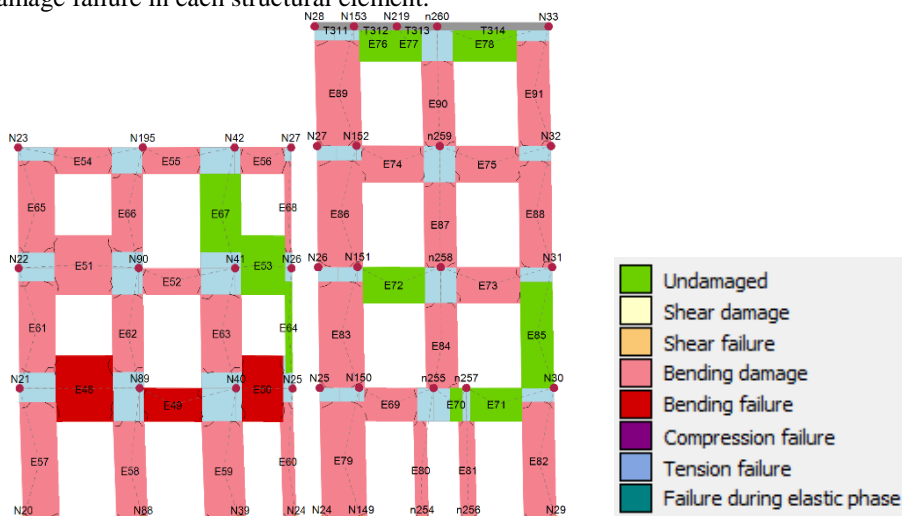 damage failure in each structural element.
N28 N153 N219 n260 N33
T311 T312 T313 T314
E76 E77 E78
E89 E90 E91
N23 N195 N42 N27 N27 N152 n259 N32
E54 E55 E56 E74 E75
E65 E66 E67 E68 E86 E87 E88
N22 N90 N41 N26 N26 N151 n258 N31
E51 E52 E53 E72 E73
E61 E62 E63 E64 E83 E84 E85
N21 N89 N40 N25 N25 N150 n255 n257 N30
E48 E49 E50 E69 E70 E71
E57 E58 E59 E60 E79 E80 E81 E82
N20 N88 N39 N24 N24 N149 n254 n256 N29
Undamaged
Shear damage
Shear failure
Bending damage
Bending failure
Compression failure
Tension failure
Failure during elastic phase